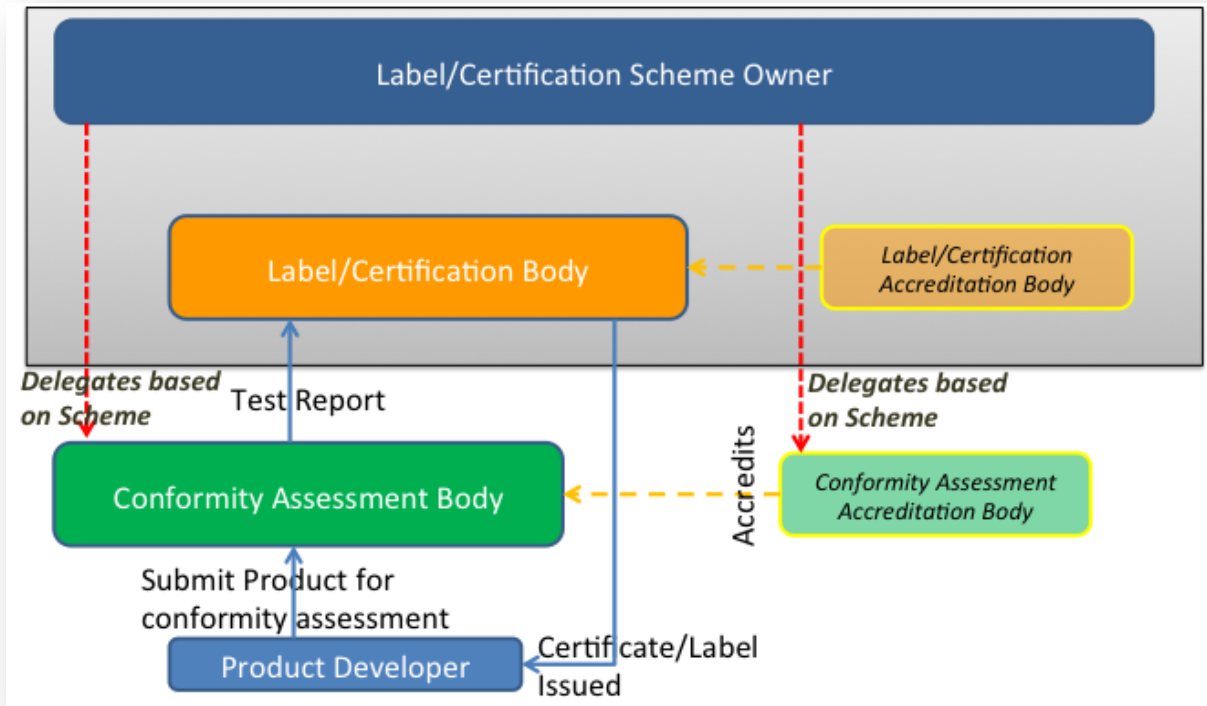 Label/Certification Scheme Owner
Label/Certification Body
Label/Certification
Accreditation Body
Delegates based
on Scheme
Test Report
Delegates based
on Scheme
Accredits
Conformity Assessment Body
Conformity Assessment
Accreditation Body
Submit Product for
conformity assessment
Product Developer
Certificate/Label
Issued